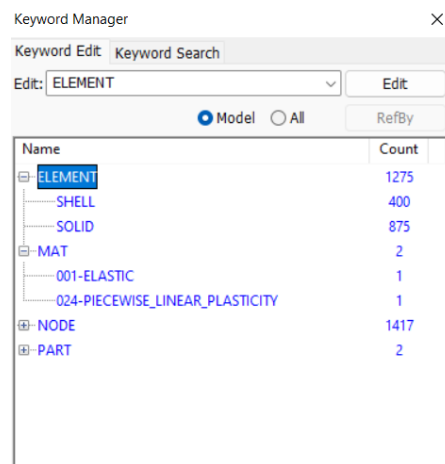 Keyword Manager
Keyword Edit Keyword Search
Edit: ELEMENT Edit
Model All RefBy
Name Count
ELEMENT 1275
SHELL 400
SOLID 875
MAT 2
001-ELASTIC 1
024-PIECEWISE_LINEAR_PLASTICITY 1
NODE 1417
PART 2